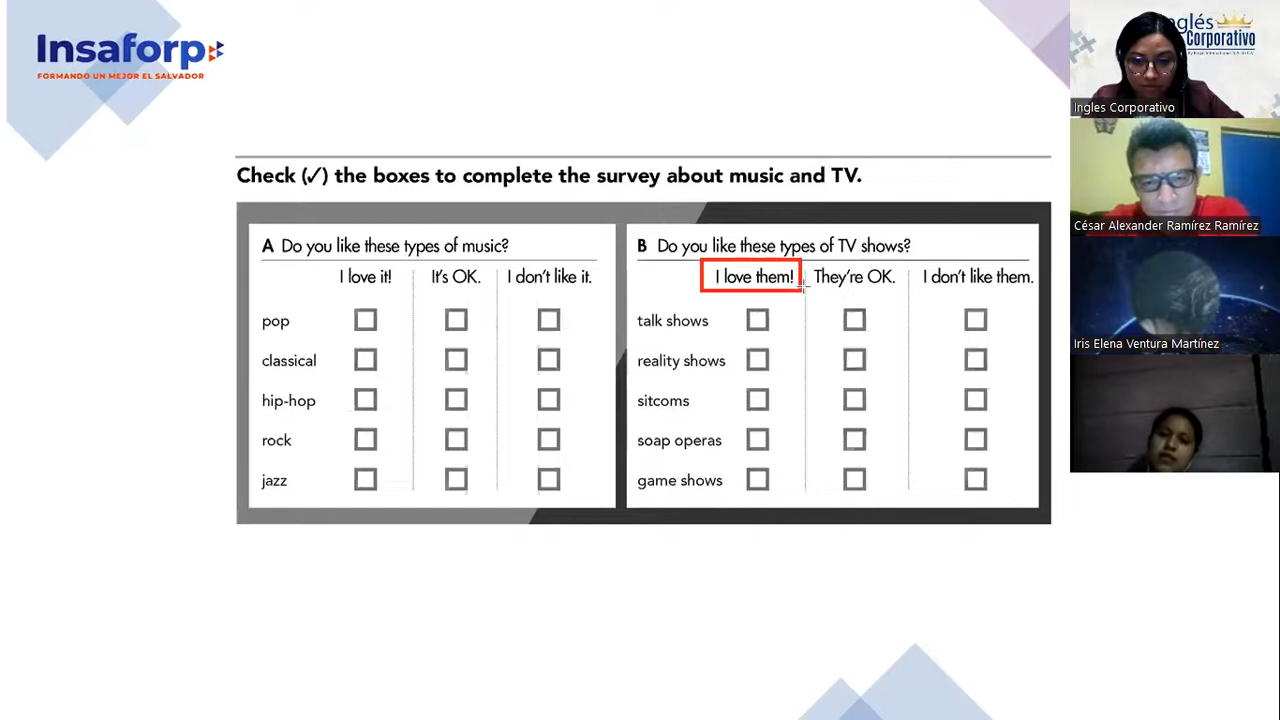 Insaforp
FORMANDO UN MEJOR EL SALVADOR
Check (✓) the boxes to complete the survey about music and TV.
A Do you like these types of music?
I love it! It's OK. I don't like it.
pop
classical
hip-hop
rock
jazz
B Do you like these types of TV shows?
I love them! They're OK. I don't like them.
talk shows
reality shows
sitcoms
soap operas
game shows
Corporativo
Ingles Corporativo
César Alexander Ramírez Ramírez
Iris Elena Ventura Martínez